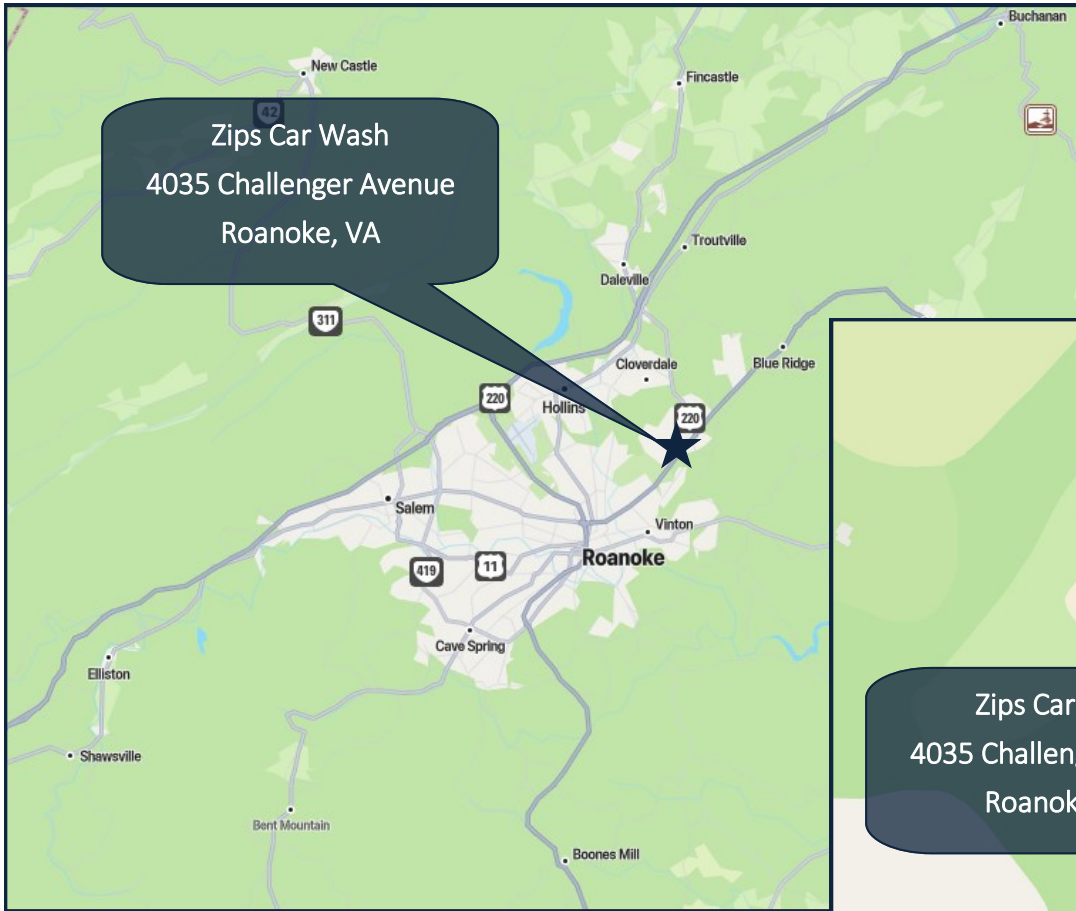 Buchanan
New Castle
Fincastle
42
Zips Car Wash
4035 Challenger Avenue
Roanoke, VA
Troutville
Daleville
311
Cloverdale
Blue Ridge
220
Hollins
220
Salem
Vinton
Roanoke
419
11
Cave Spring
Elliston
Zips Car
4035 Challen
Roanok
Shawsville
Bent Mountain
Boones Mill